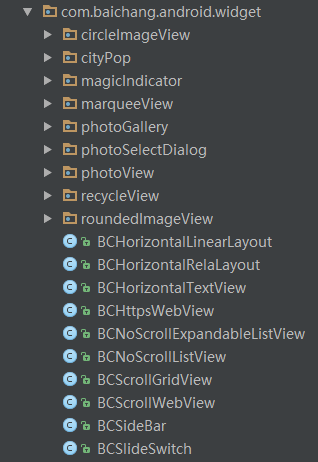 com.baichang.android.widget
circleImageView
cityPop
magicIndicator
marqueeView
photoGallery
photoSelectDialog
photoView
recycleView
roundedImageView
BCHorizontalLinearLayout
BCHorizontalRelaLayout
BCHorizontalTextView
BCHttpsWebView
BCNoScrollExpandableListView
BCNoScrollListView
BCScrollGridView
BCScrollWebView
BCSideBar
BCSlideSwitch